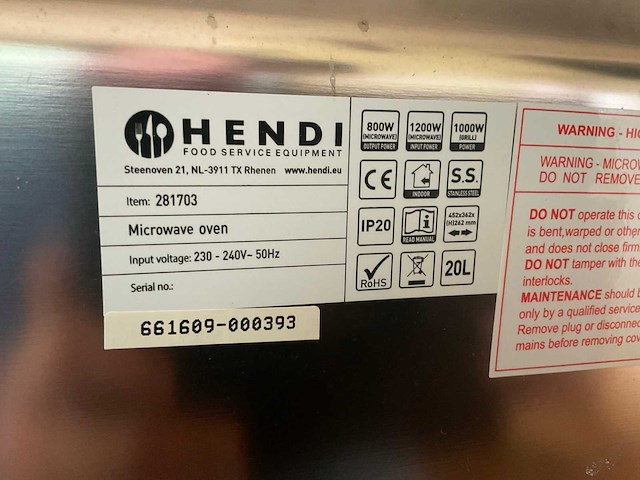 HENDI
FOOD SERVICE EQUIPMENT
Steenoven 21, NL-3911 TX Rhenen www.hendi.eu
Item: 281703
Microwave oven
Input voltage: 230 - 240V~ 50Hz
Serial no.:
661609-000393
800W
(MICROWAVE)
OUTPUT POWER
1200W
(MICROWAVE)
INPUT POWER
1000W
(GRILL)
POWER
CE
INDOOR
S.S.
STAINLESS STEEL
IP20
READ MANUAL
452x362x
(H)262 mm
RoHS
20L
WARNING - HI
WARNING - MICROW
DO NOT REMOVE
DO NOT operate this
is bent,warped or othe
and does not close firm
DO NOT tamper with the
interlocks.
MAINTENANCE should b
only by a qualified service
Remove plug or disconnec
mains before removing cov